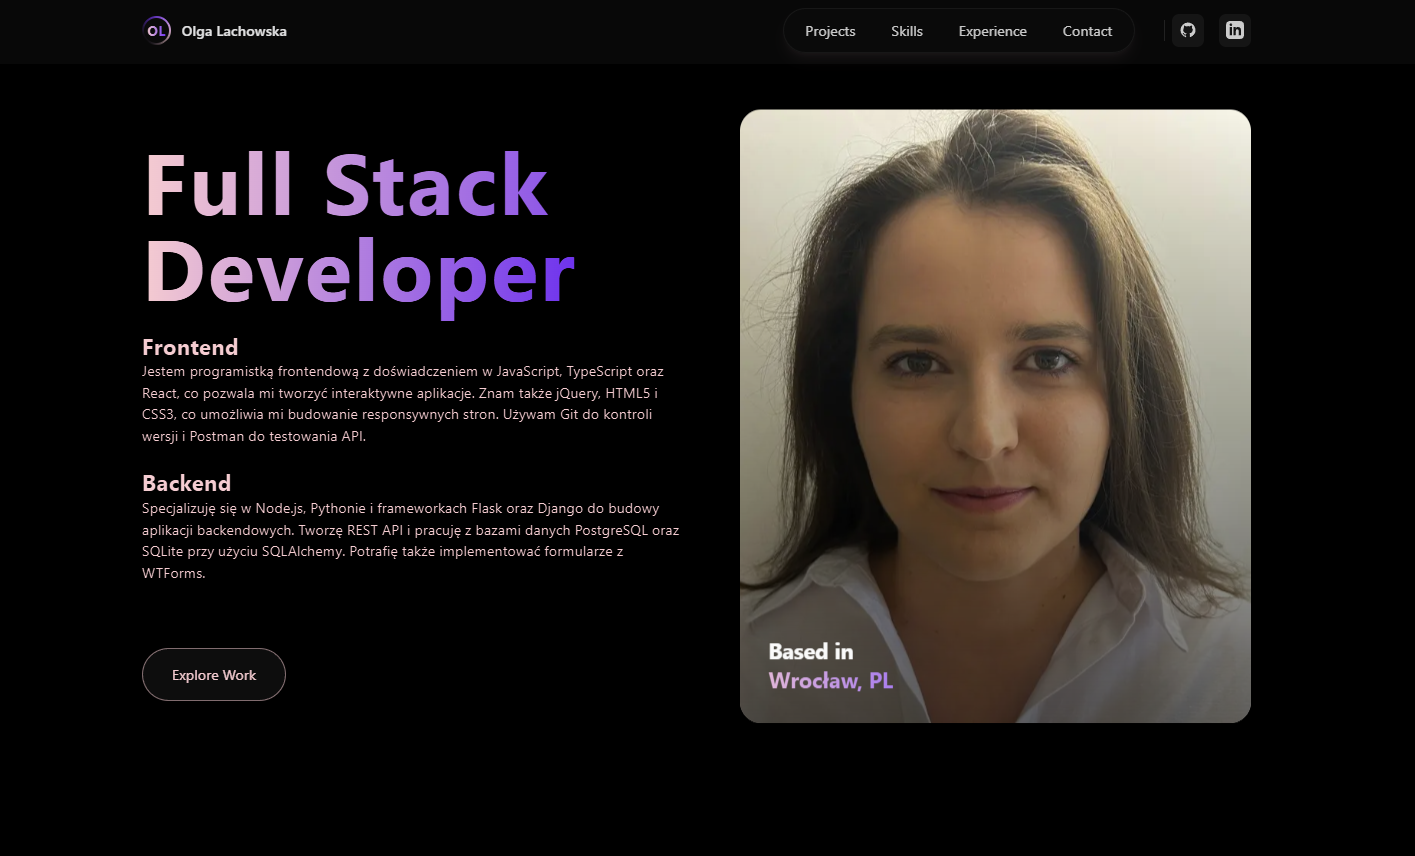 OL Olga Lachowska
Projects Skills Experience Contact
in
Full Stack
Developer
Frontend
Jestem programistką frontendową z doświadczeniem w JavaScript, TypeScript oraz
React, co pozwala mi tworzyć interaktywne aplikacje. Znam także jQuery, HTML5 i
CSS3, co umożliwia mi budowanie responsywnych stron. Używam Git do kontroli
wersji i Postman do testowania API.
Backend
Specjalizuję się w Node.js, Pythonie i frameworkach Flask oraz Django do budowy
aplikacji backendowych. Tworzę REST API i pracuję z bazami danych PostgreSQL oraz
SQLite przy użyciu SQLAlchemy. Potrafię także implementować formularze z
WTForms.
Explore Work
Based in
Wrocław, PL